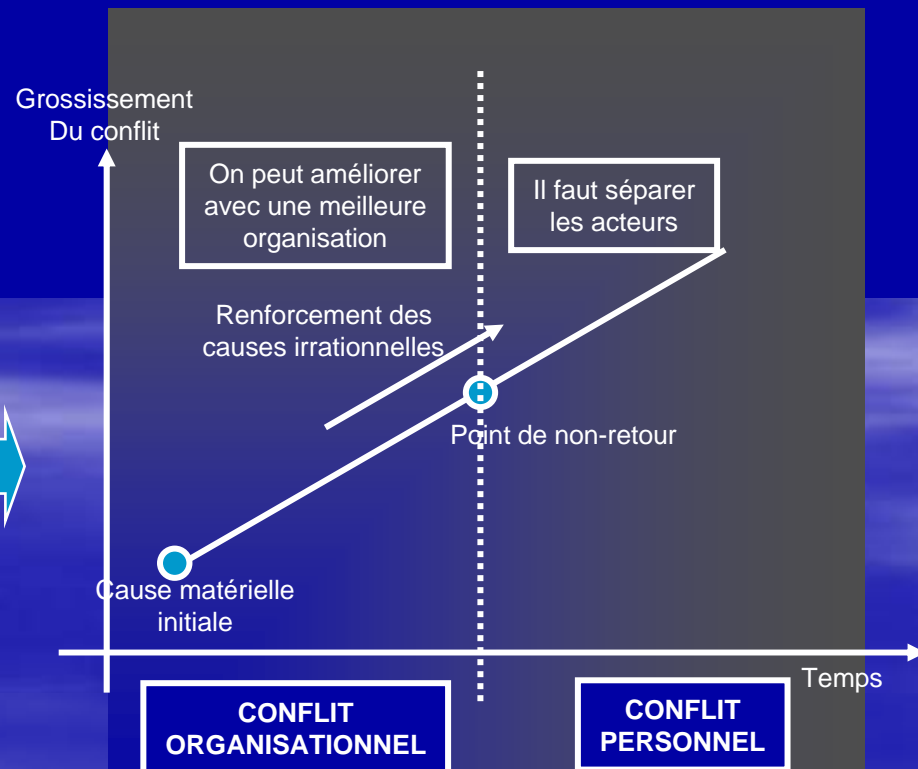 Grossissement
Du conflit
On peut améliorer
avec une meilleure
organisation
Il faut séparer
les acteurs
Renforcement des
causes irrationnelles
Point de non-retour
Cause matérielle
initiale
Temps
CONFLIT
ORGANISATIONNEL
CONFLIT
PERSONNEL